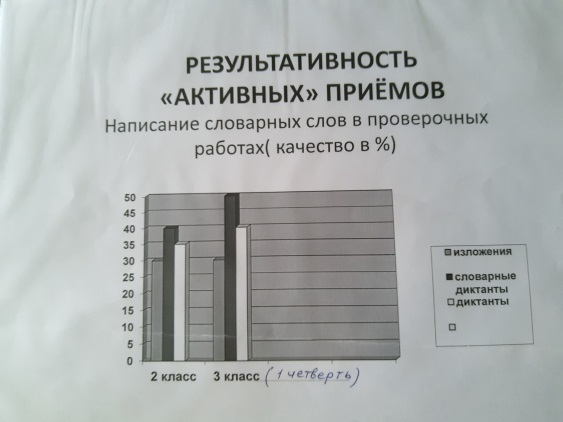 РЕЗУЛЬТАТИВНОСТЬ
«АКТИВНЫХ» ПРИЁМОВ
Написание словарных слов в проверочных
работах( качество в %)
50
45
40
35
30
25
20
15
10
5
0
2 класс
3 класс (1 четверть)
изложения
словарные
диктанты
диктанты